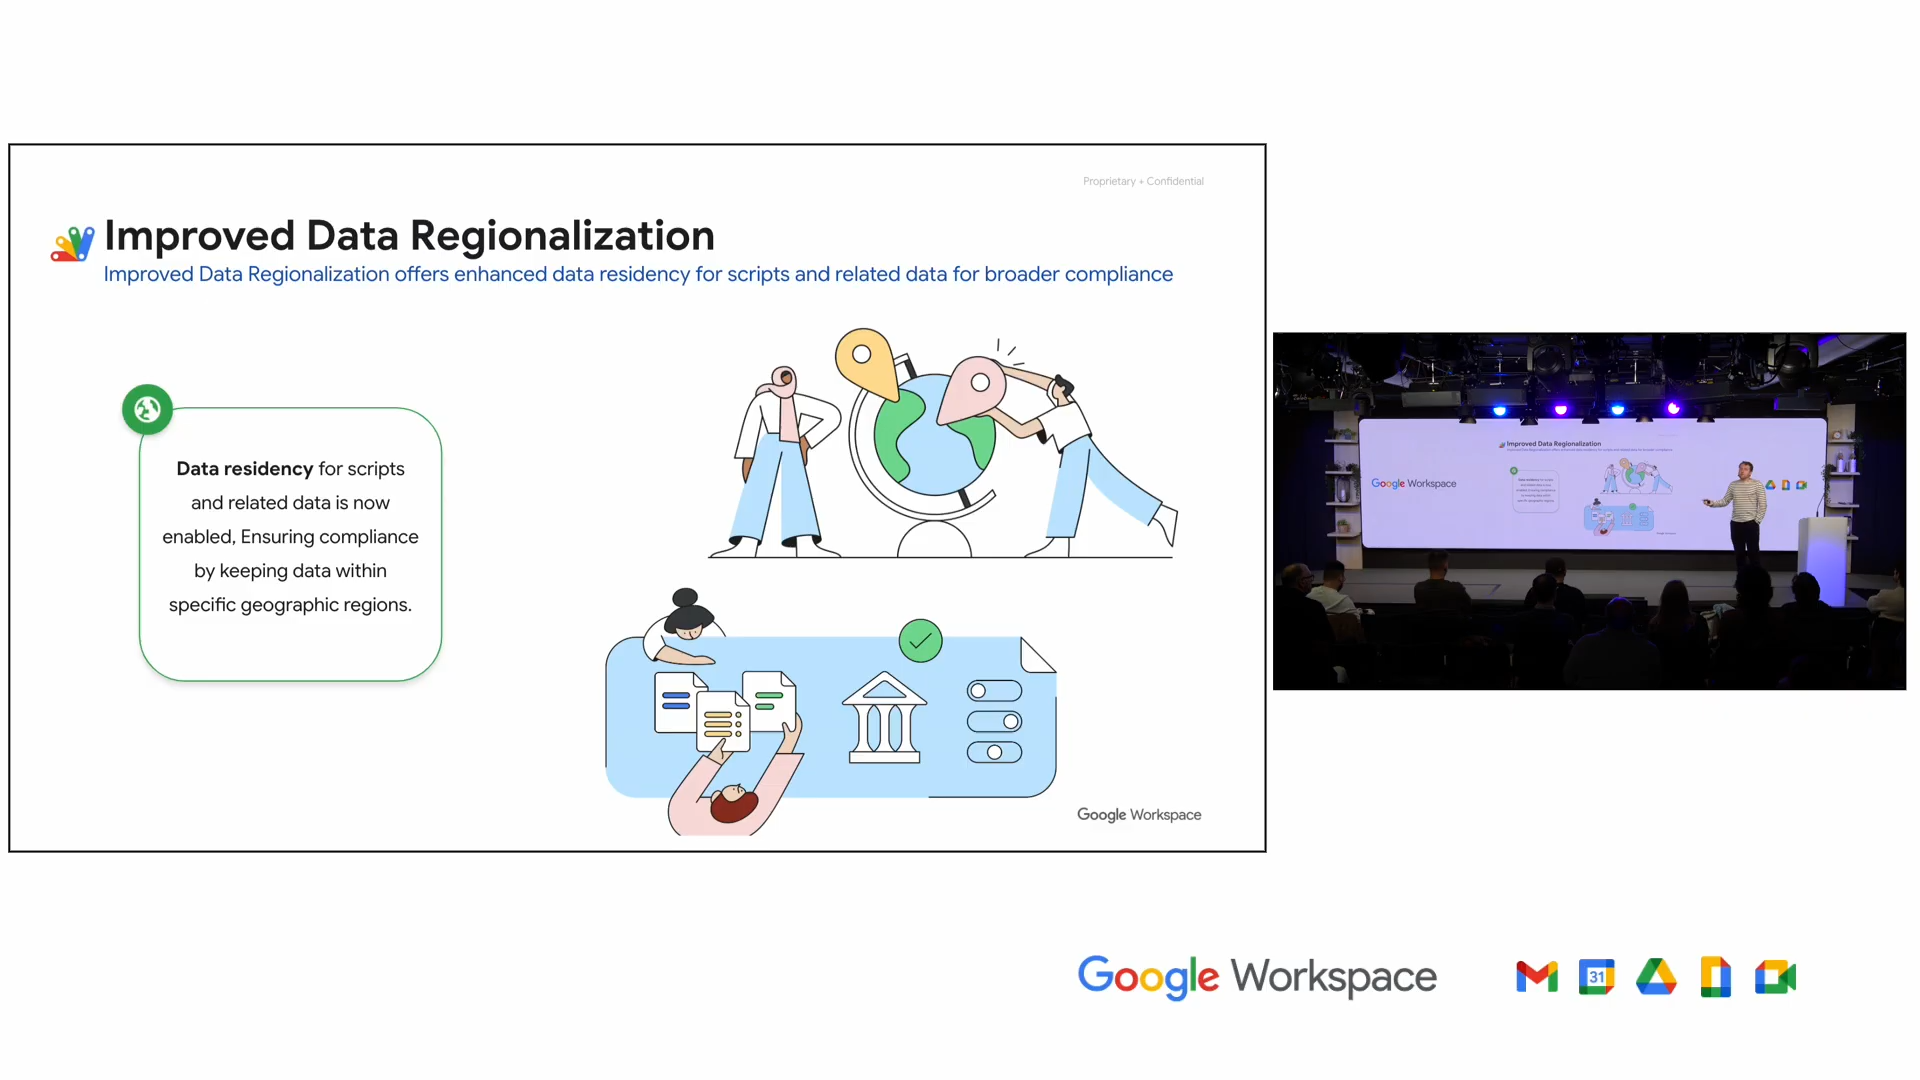 Proprietary + Confidential
Improved Data Regionalization
Improved Data Regionalization offers enhanced data residency for scripts and related data for broader compliance
Data residency for scripts
and related data is now
enabled, Ensuring compliance
by keeping data within
specific geographic regions.
Google Workspace
Improved Data Regionalization
Google Workspace
Google Workspace
31